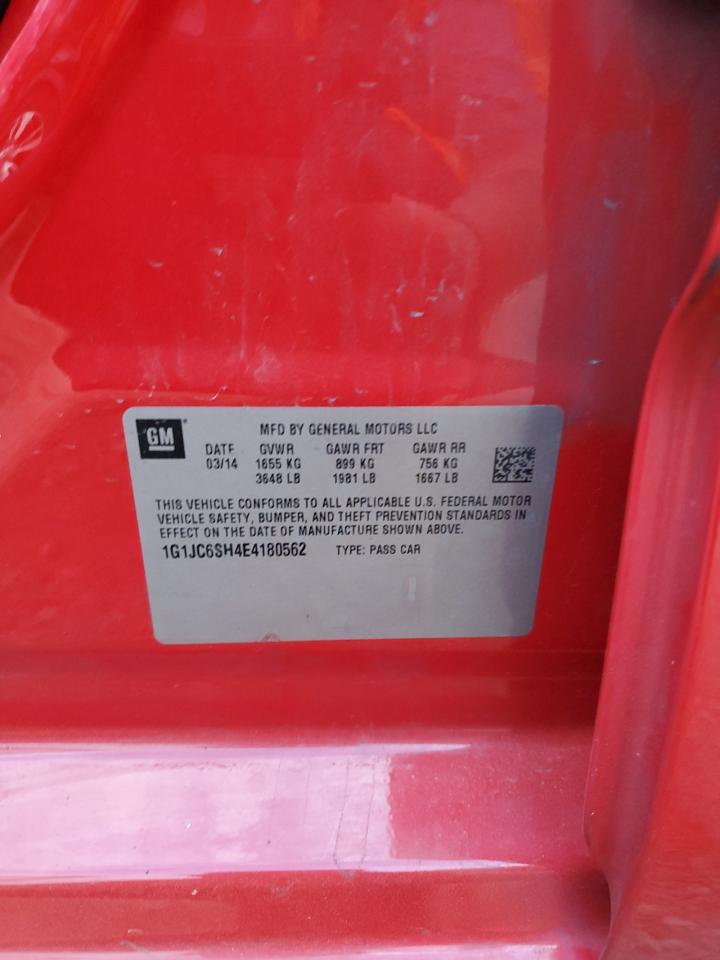 GM®
MFD BY GENERAL MOTORS LLC
DATE GVWR GAWR FRT GAWR RR
03/14 1655 KG 899 KG 756 KG
3648 LB 1981 LB 1667 LB
THIS VEHICLE CONFORMS TO ALL APPLICABLE U.S. FEDERAL MOTOR
VEHICLE SAFETY, BUMPER, AND THEFT PREVENTION STANDARDS IN
EFFECT ON THE DATE OF MANUFACTURE SHOWN ABOVE.
1G1JC6SH4E4180562 TYPE: PASS CAR